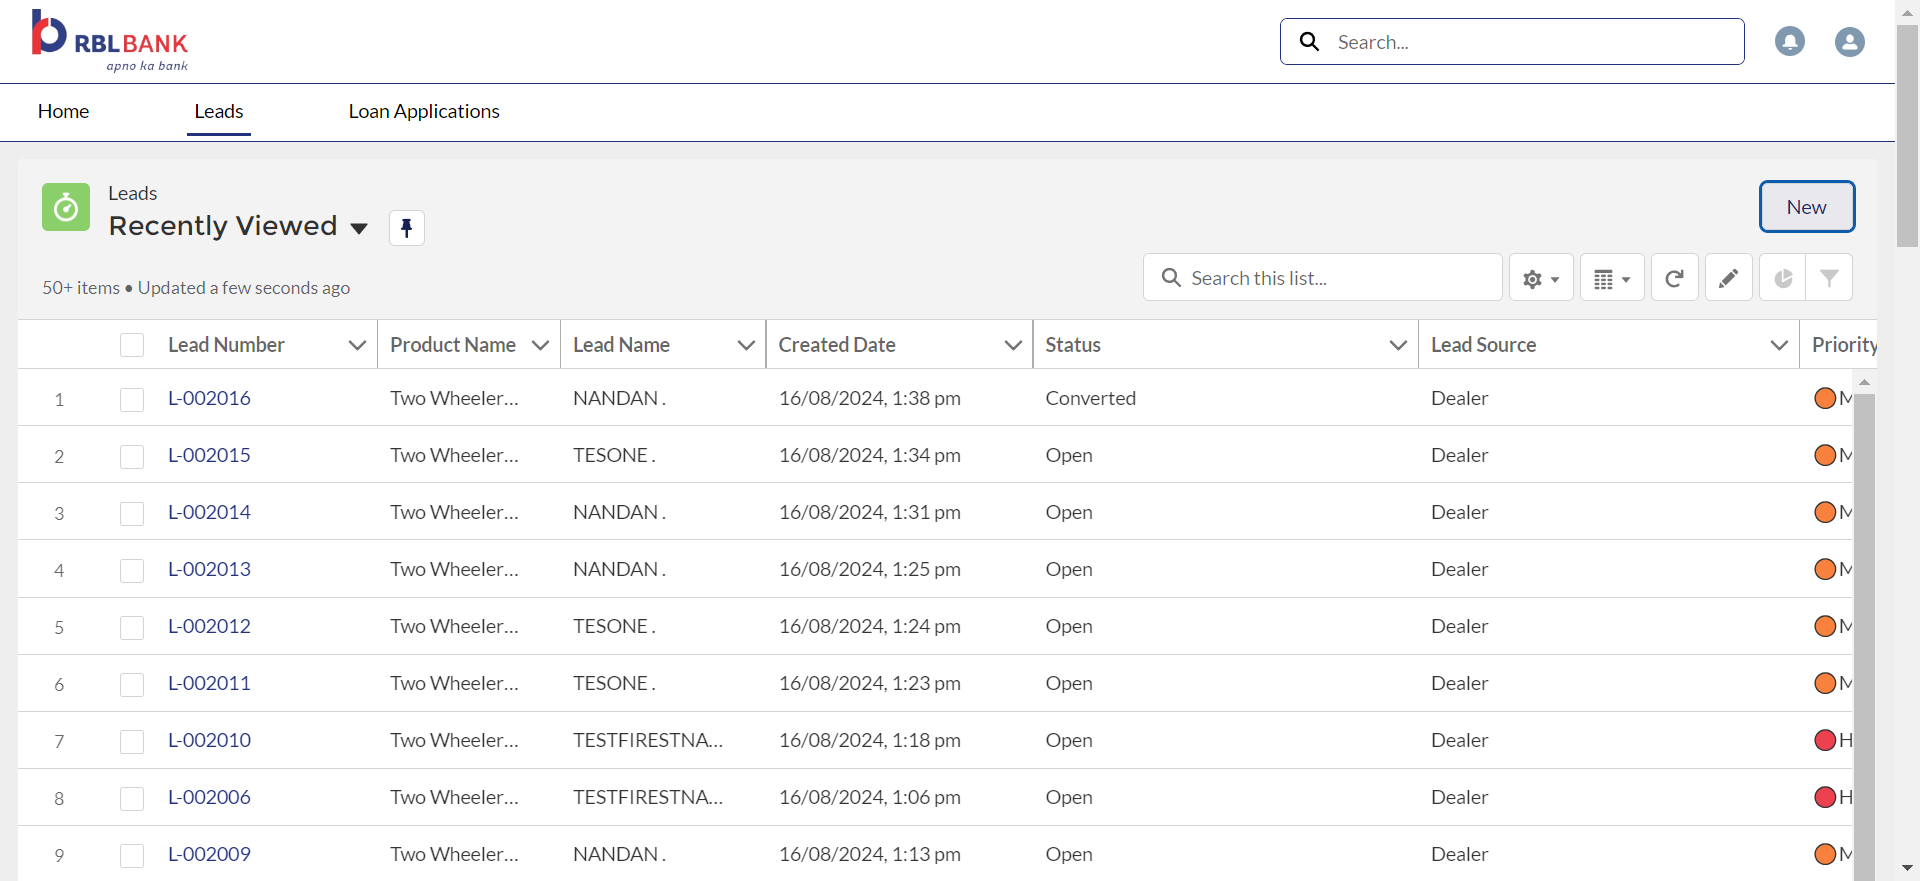 RBLBANK
apno ka bank
Search...
Home Leads Loan Applications
Leads
Recently Viewed
New
50+ items • Updated a few seconds ago
Search this list...
Lead Number Product Name Lead Name Created Date Status Lead Source Priority
1 L-002016 Two Wheeler... NANDAN . 16/08/2024, 1:38 pm Converted Dealer M
2 L-002015 Two Wheeler... TESONE . 16/08/2024, 1:34 pm Open Dealer M
3 L-002014 Two Wheeler... NANDAN . 16/08/2024, 1:31 pm Open Dealer M
4 L-002013 Two Wheeler... NANDAN . 16/08/2024, 1:25 pm Open Dealer M
5 L-002012 Two Wheeler... TESONE . 16/08/2024, 1:24 pm Open Dealer M
6 L-002011 Two Wheeler... TESONE . 16/08/2024, 1:23 pm Open Dealer M
7 L-002010 Two Wheeler... TESTFIRESTNA... 16/08/2024, 1:18 pm Open Dealer H
8 L-002006 Two Wheeler... TESTFIRESTNA... 16/08/2024, 1:06 pm Open Dealer H
9 L-002009 Two Wheeler... NANDAN . 16/08/2024, 1:13 pm Open Dealer M